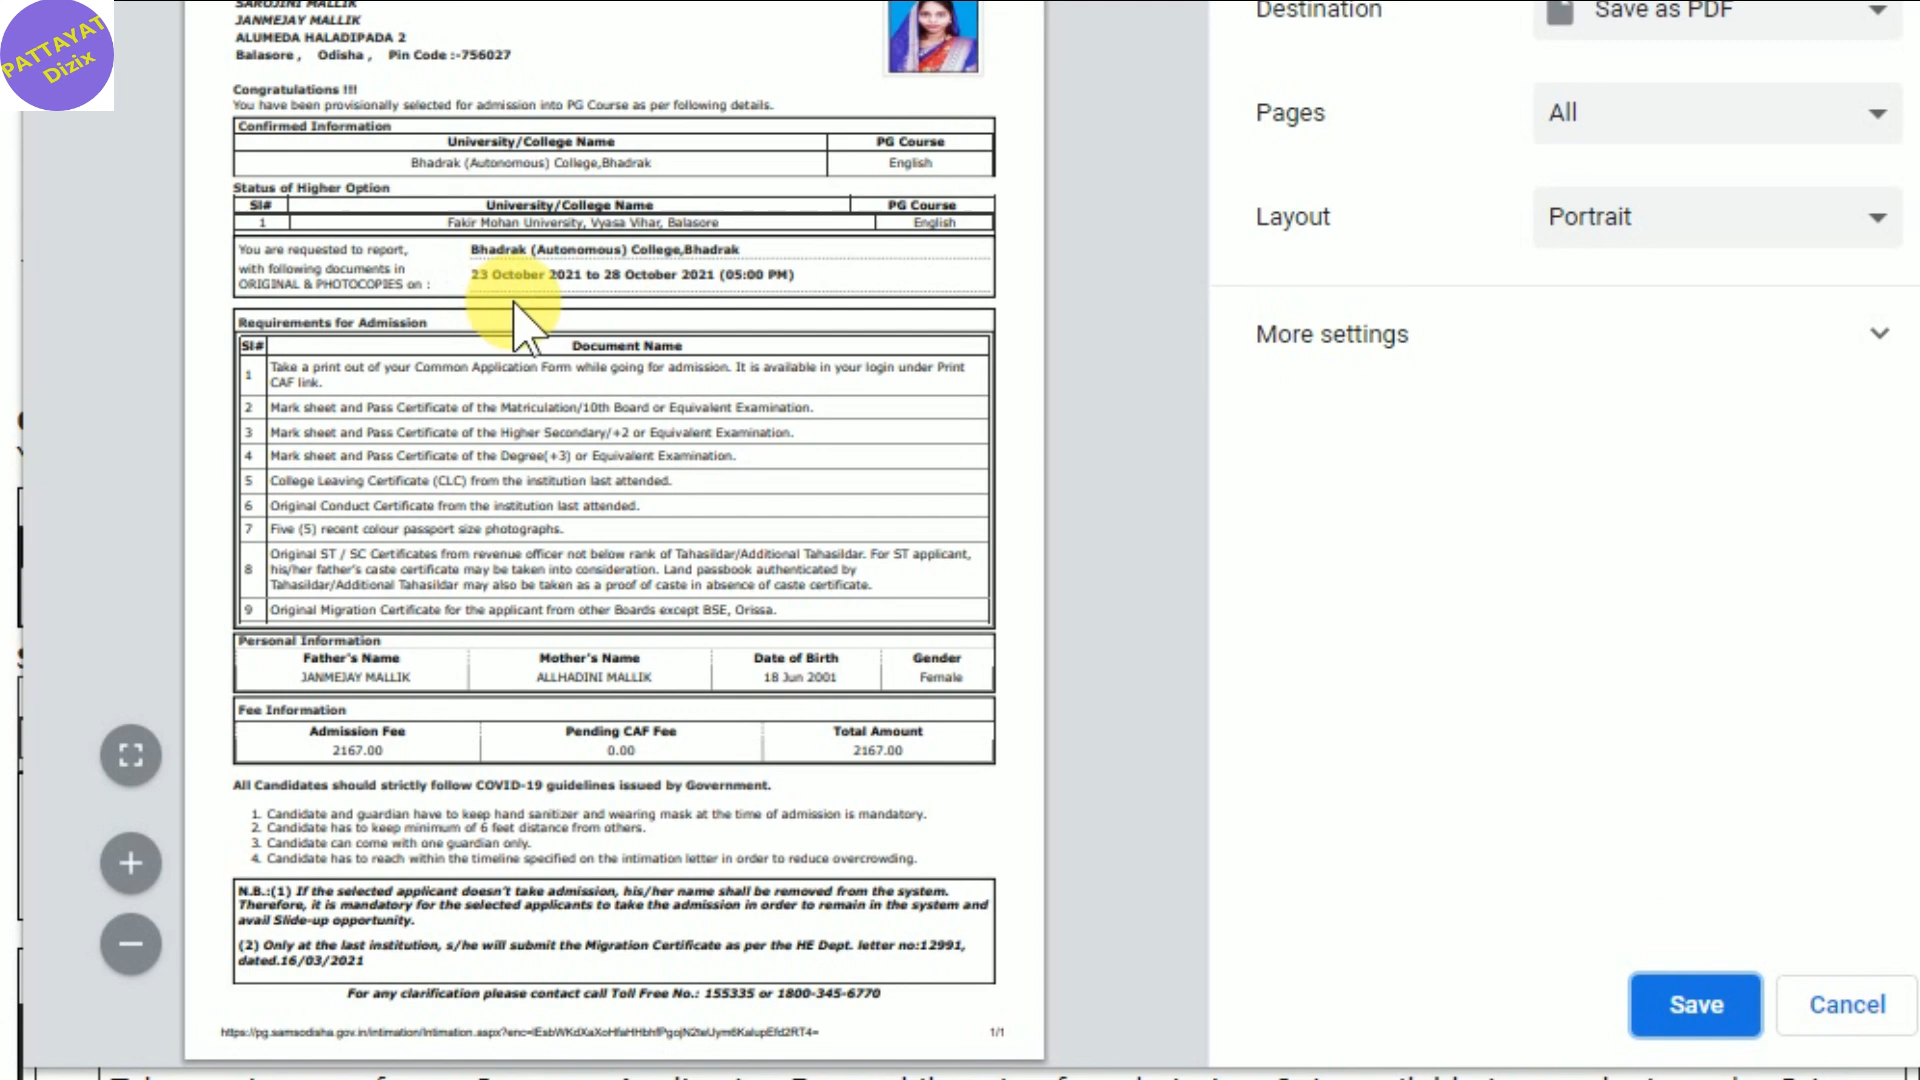 PATTAYAT
Dizix
SAROJINI MALLIK
JANMEJAY MALLIK
ALUMEDA HALADIPADA 2
Balasore , Odisha , Pin Code :-756027
Congratulations !!!
You have been provisionally selected for admission into PG Course as per following details.
Confirmed Information
University/College Name PG Course
Bhadrak (Autonomous) College,Bhadrak English
Status of Higher Option
Sl# University/College Name PG Course
1 Fakir Mohan University, Vyasa Vihar, Balasore English
You are requested to report, Bhadrak (Autonomous) College,Bhadrak
with following documents in 23 October 2021 to 28 October 2021 (05:00 PM)
ORIGINAL & PHOTOCOPIES on :
Requirements for Admission
Sl# Document Name
1 Take a print out of your Common Application Form while going for admission. It is available in your login under Print
CAF link.
2 Mark sheet and Pass Certificate of the Matriculation/10th Board or Equivalent Examination.
3 Mark sheet and Pass Certificate of the Higher Secondary/+2 or Equivalent Examination.
4 Mark sheet and Pass Certificate of the Degree(+3) or Equivalent Examination.
5 College Leaving Certificate (CLC) from the institution last attended.
6 Original Conduct Certificate from the institution last attended.
7 Five (5) recent colour passport size photographs.
8 Original ST / SC Certificates from revenue officer not below rank of Tahasildar/Additional Tahasildar. For ST applicant,
his/her father's caste certificate may be taken into consideration. Land passbook authenticated by
Tahasildar/Additional Tahasildar may also be taken as a proof of caste in absence of caste certificate.
9 Original Migration Certificate for the applicant from other Boards except BSE, Orissa.
Personal Information
Father's Name Mother's Name Date of Birth Gender
JANMEJAY MALLIK ALLHADINI MALLIK 18 Jun 2001 Female
Fee Information
Admission Fee Pending CAF Fee Total Amount
2167.00 0.00 2167.00
All Candidates should strictly follow COVID-19 guidelines issued by Government.
1. Candidate and guardian have to keep hand sanitizer and wearing mask at the time of admission is mandatory.
2. Candidate has to keep minimum of 6 feet distance from others.
3. Candidate can come with one guardian only.
4. Candidate has to reach within the timeline specified on the intimation letter in order to reduce overcrowding.
N.B.:(1) If the selected applicant doesn't take admission, his/her name shall be removed from the system.
Therefore, it is mandatory for the selected applicants to take the admission in order to remain in the system and
avail Slide-up opportunity.
(2) Only at the last institution, s/he will submit the Migration Certificate as per the HE Dept. letter no:12991,
dated.16/03/2021
For any clarification please contact call Toll Free No.: 155335 or 1800-345-6770
1/1
Destination Save as PDF
Pages All
Layout Portrait
More settings
Save Cancel